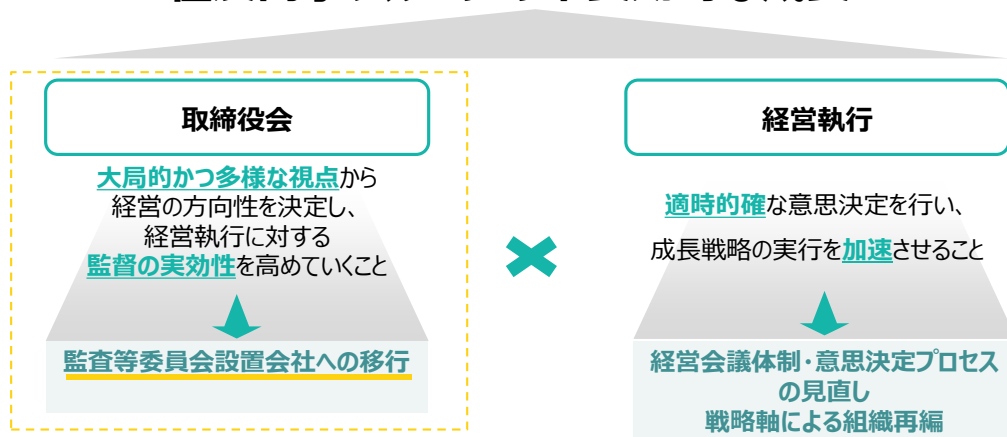 取締役会
大局的かつ多様な視点から
経営の方向性を決定し、
経営執行に対する
監督の実効性を高めていくこと
監査等委員会設置会社への移行
経営執行
適時的確な意思決定を行い、
成長戦略の実行を加速させること
経営会議体制・意思決定プロセス
の見直し
戦略軸による組織再編